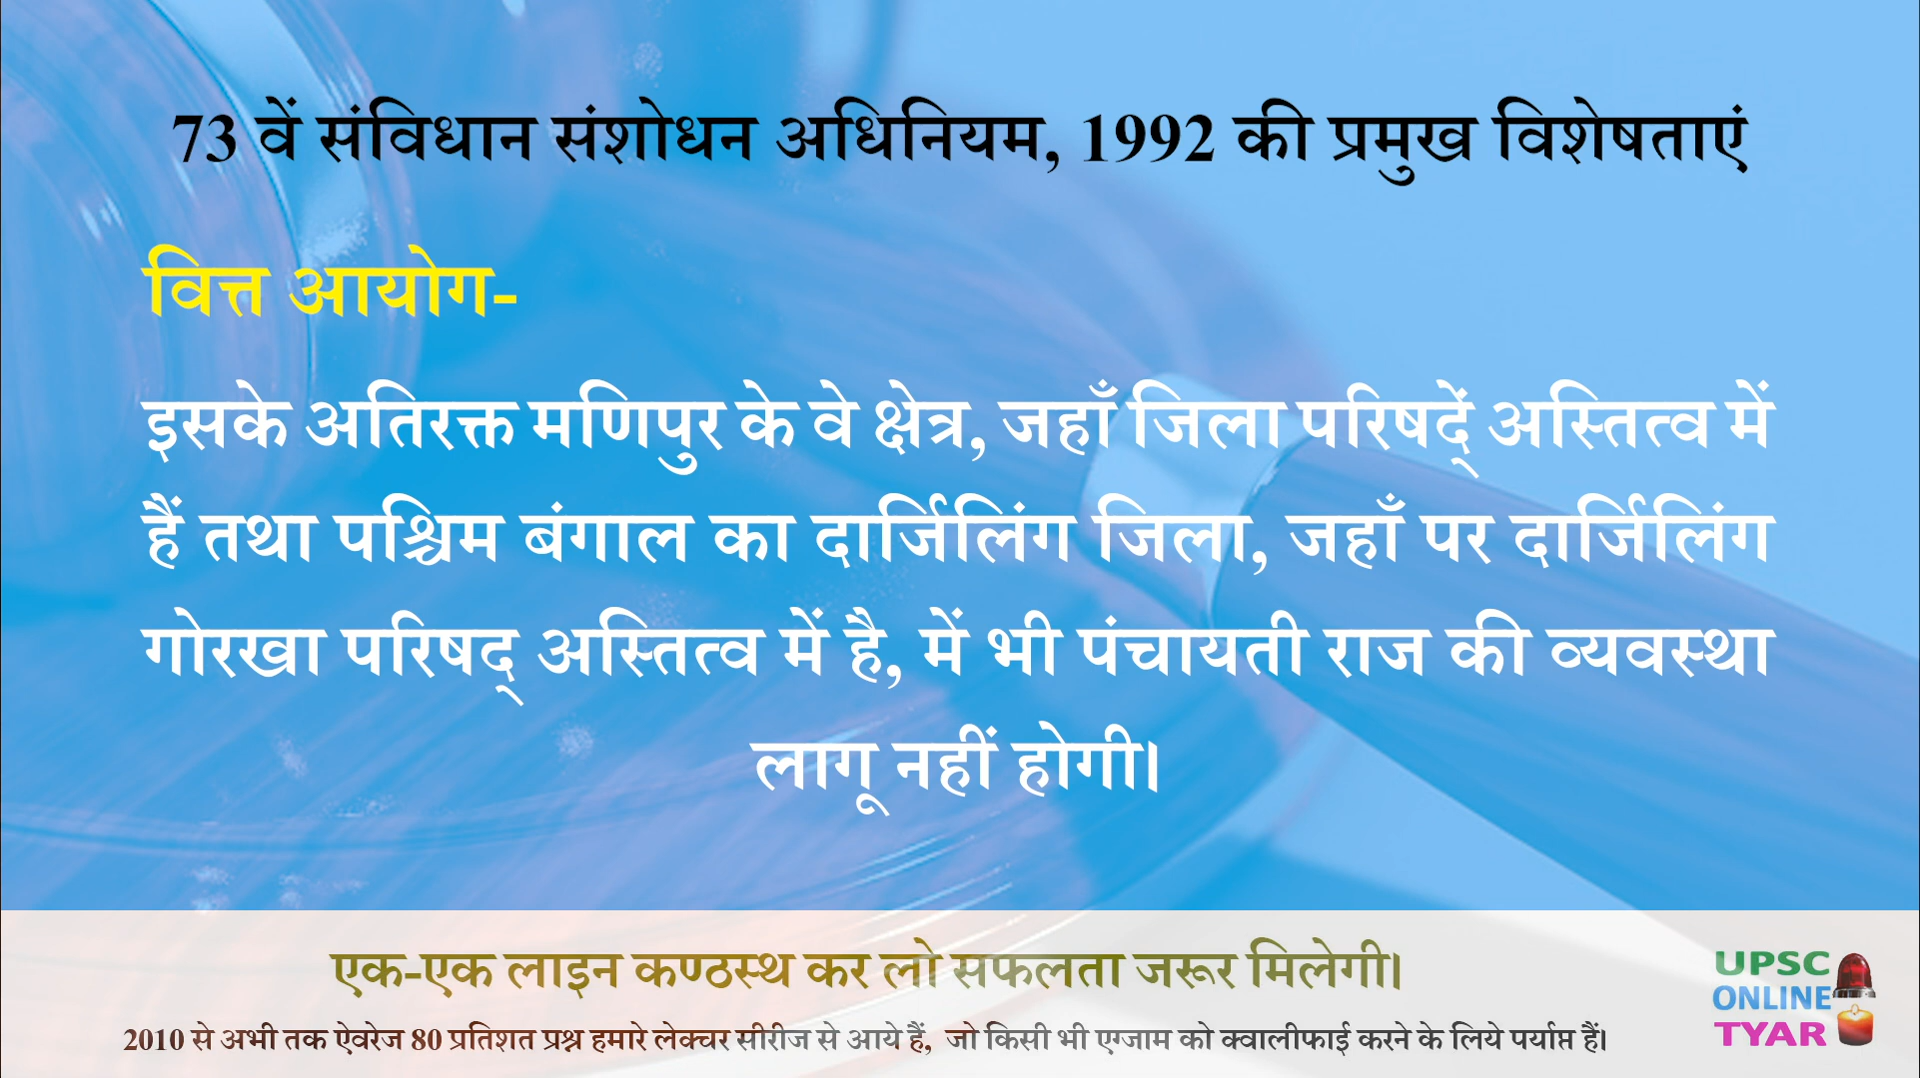 73 वें संविधान संशोधन अधिनियम, 1992 की प्रमुख विशेषताएं
वित्त आयोग-
इसके अतिरक्त मणिपुर के वे क्षेत्र, जहाँ जिला परिषदें् अस्तित्व में
हैं तथा पश्चिम बंगाल का दार्जिलिंग जिला, जहाँ पर दार्जिलिंग
गोरखा परिषद् अस्तित्व में है, में भी पंचायती राज की व्यवस्था
लागू नहीं होगी।
एक-एक लाइन कण्ठस्थ कर लो सफलता जरूर मिलेगी।
2010 से अभी तक ऐवरेज 80 प्रतिशत प्रश्न हमारे लेक्चर सीरीज से आये हैं, जो किसी भी एग्जाम को क्वालीफाई करने के लिये पर्याप्त हैं।
UPSC
ONLINE
TYAR